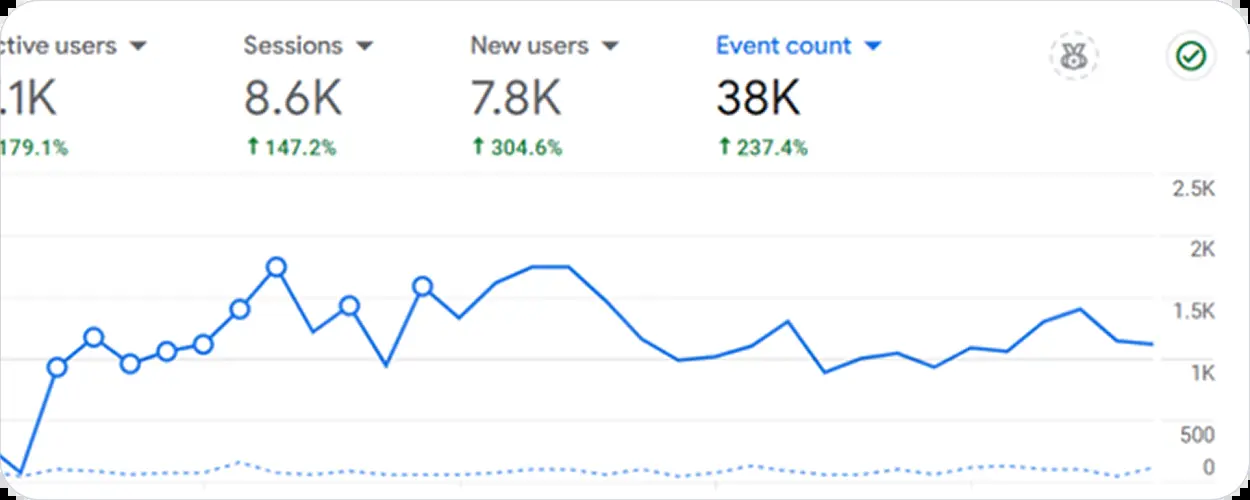 ctive users Sessions New users Event count
.1K 8.6K 7.8K 38K
179.1% 147.2% 304.6% 237.4%
2.5K
2K
1.5K
1K
500
0